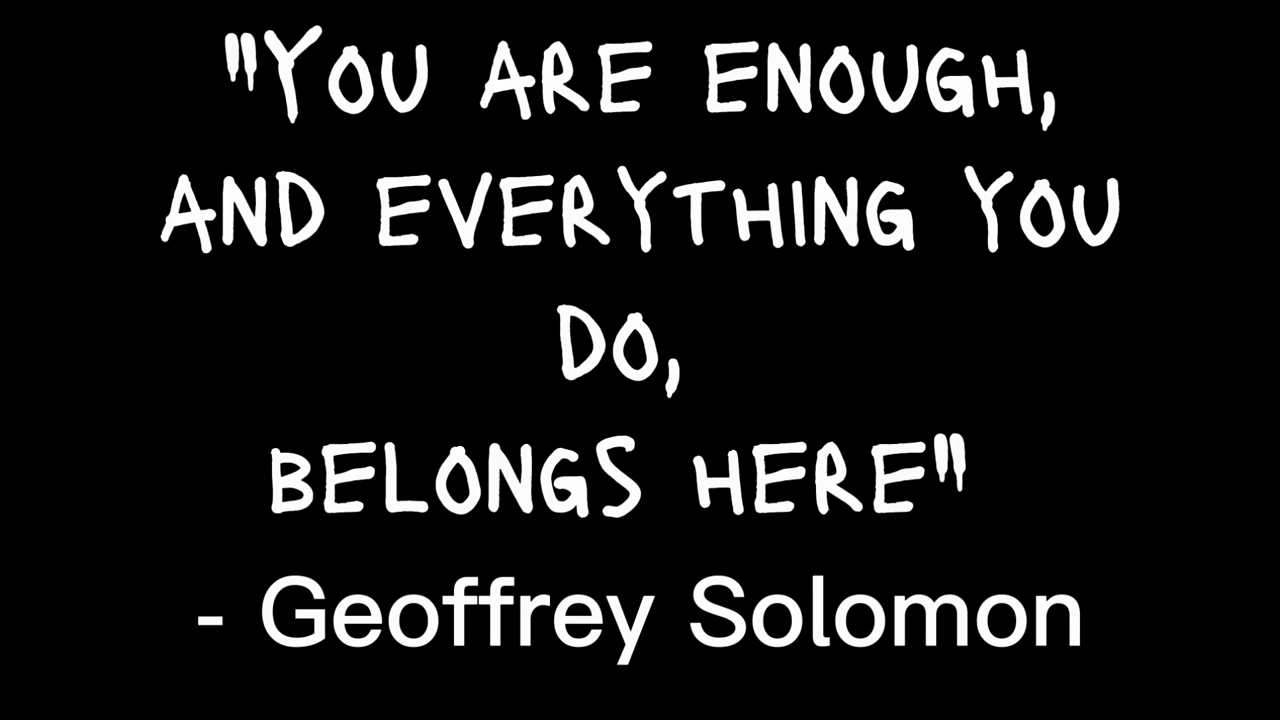 "YOU ARE ENOUGH,
AND EVERYTHING YOU
DO,
BELONGS HERE"
- Geoffrey Solomon